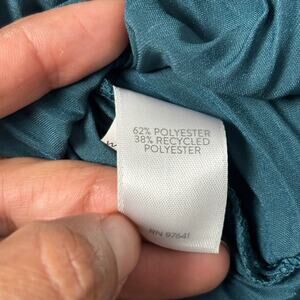 62% POLYESTER
38% RECYCLED
POLYESTER
RN 97641